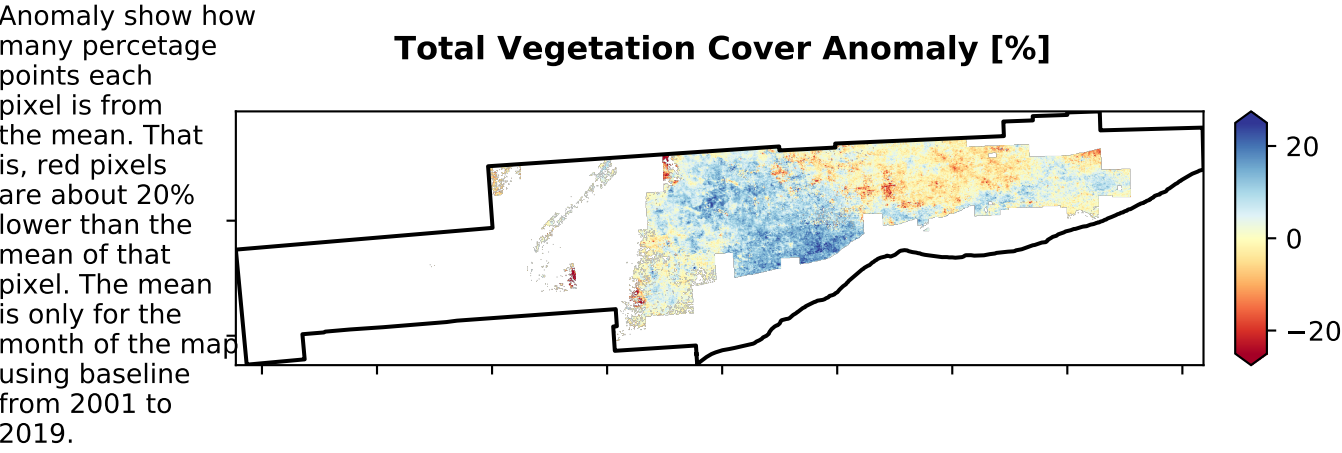 Anomaly show how
many percetage
points each
pixel is from
the mean. That
is, red pixels
are about 20%
lower than the
mean of that
pixel. The mean
is only for the
month of the map
using baseline
from 2001 to
2019.
Total Vegetation Cover Anomaly [%]
20
0
−20